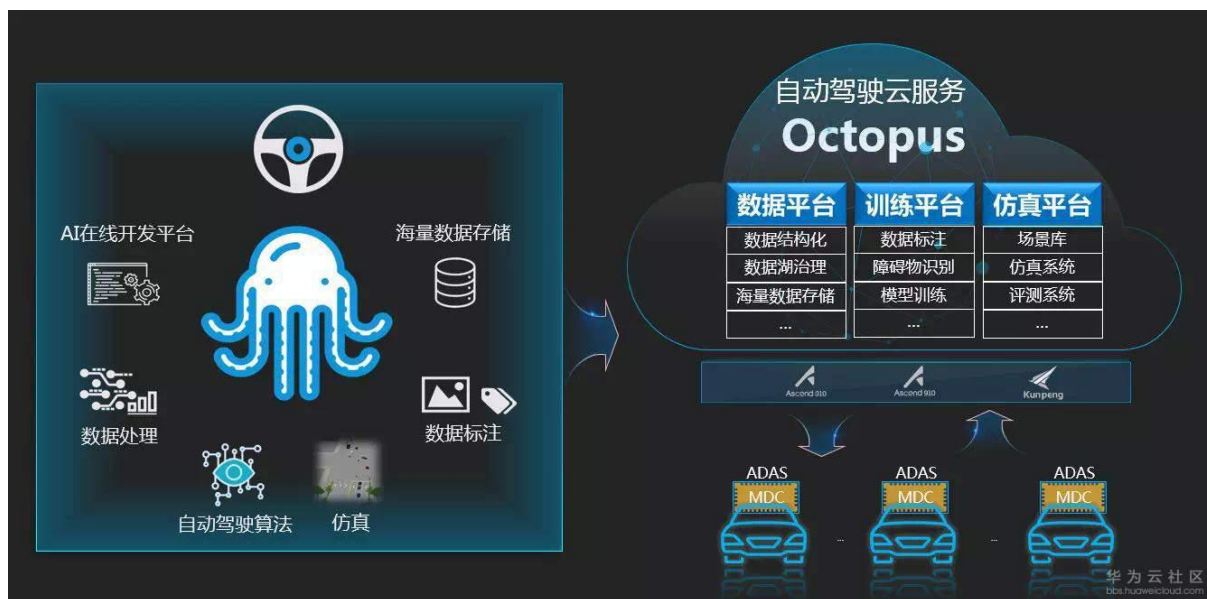 AI在线开发平台
海量数据存储
数据处理
数据标注
自动驾驶算法
仿真
自动驾驶云服务
Octopus
数据平台
训练平台
仿真平台
数据结构化
数据标注
场景库
数据湖治理
障碍物识别
仿真系统
海量数据存储
模型训练
评测系统
...
...
...
Ascend 310
Ascend 910
Kunpeng
ADAS
ADAS
ADAS
MDC
MDC
MDC
...
...
华为云社区
bbs.huaweicloud.com